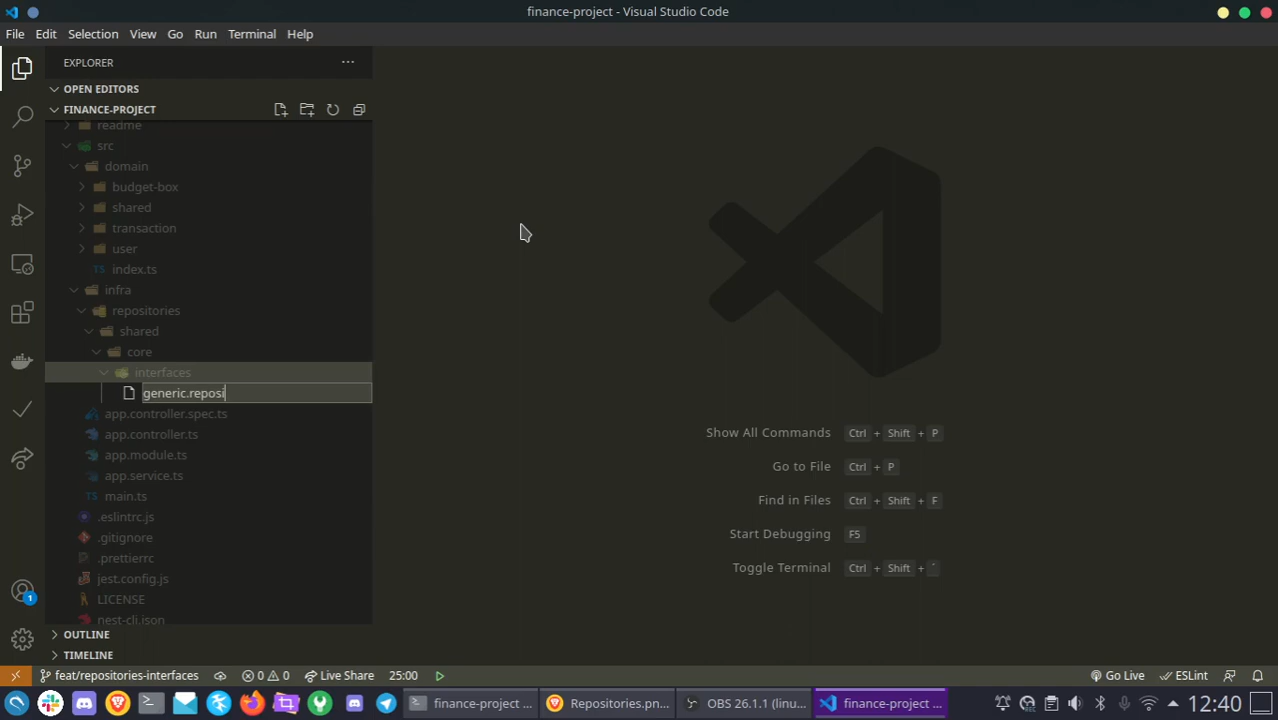 finance-project - Visual Studio Code
File Edit Selection View Go Run Terminal Help
EXPLORER
OPEN EDITORS
FINANCE-PROJECT
readme
src
domain
budget-box
shared
transaction
user
TS index.ts
infra
repositories
shared
core
interfaces
generic.reposi
app.controller.spec.ts
app.controller.ts
app.module.ts
app.service.ts
main.ts
.eslintrc.js
.gitignore
.prettierrc
jest.config.js
LICENSE
nest-cli.json
OUTLINE
TIMELINE
Show All Commands Ctrl + Shift + P
Go to File Ctrl + P
Find in Files Ctrl + Shift + F
Start Debugging F5
Toggle Terminal Ctrl + Shift + ´
1
feat/repositories-interfaces 0 0 Live Share 25:00 Go Live ESLint
finance-project ... Repositories.pn... OBS 26.1.1 (linu... finance-project ... 12:40